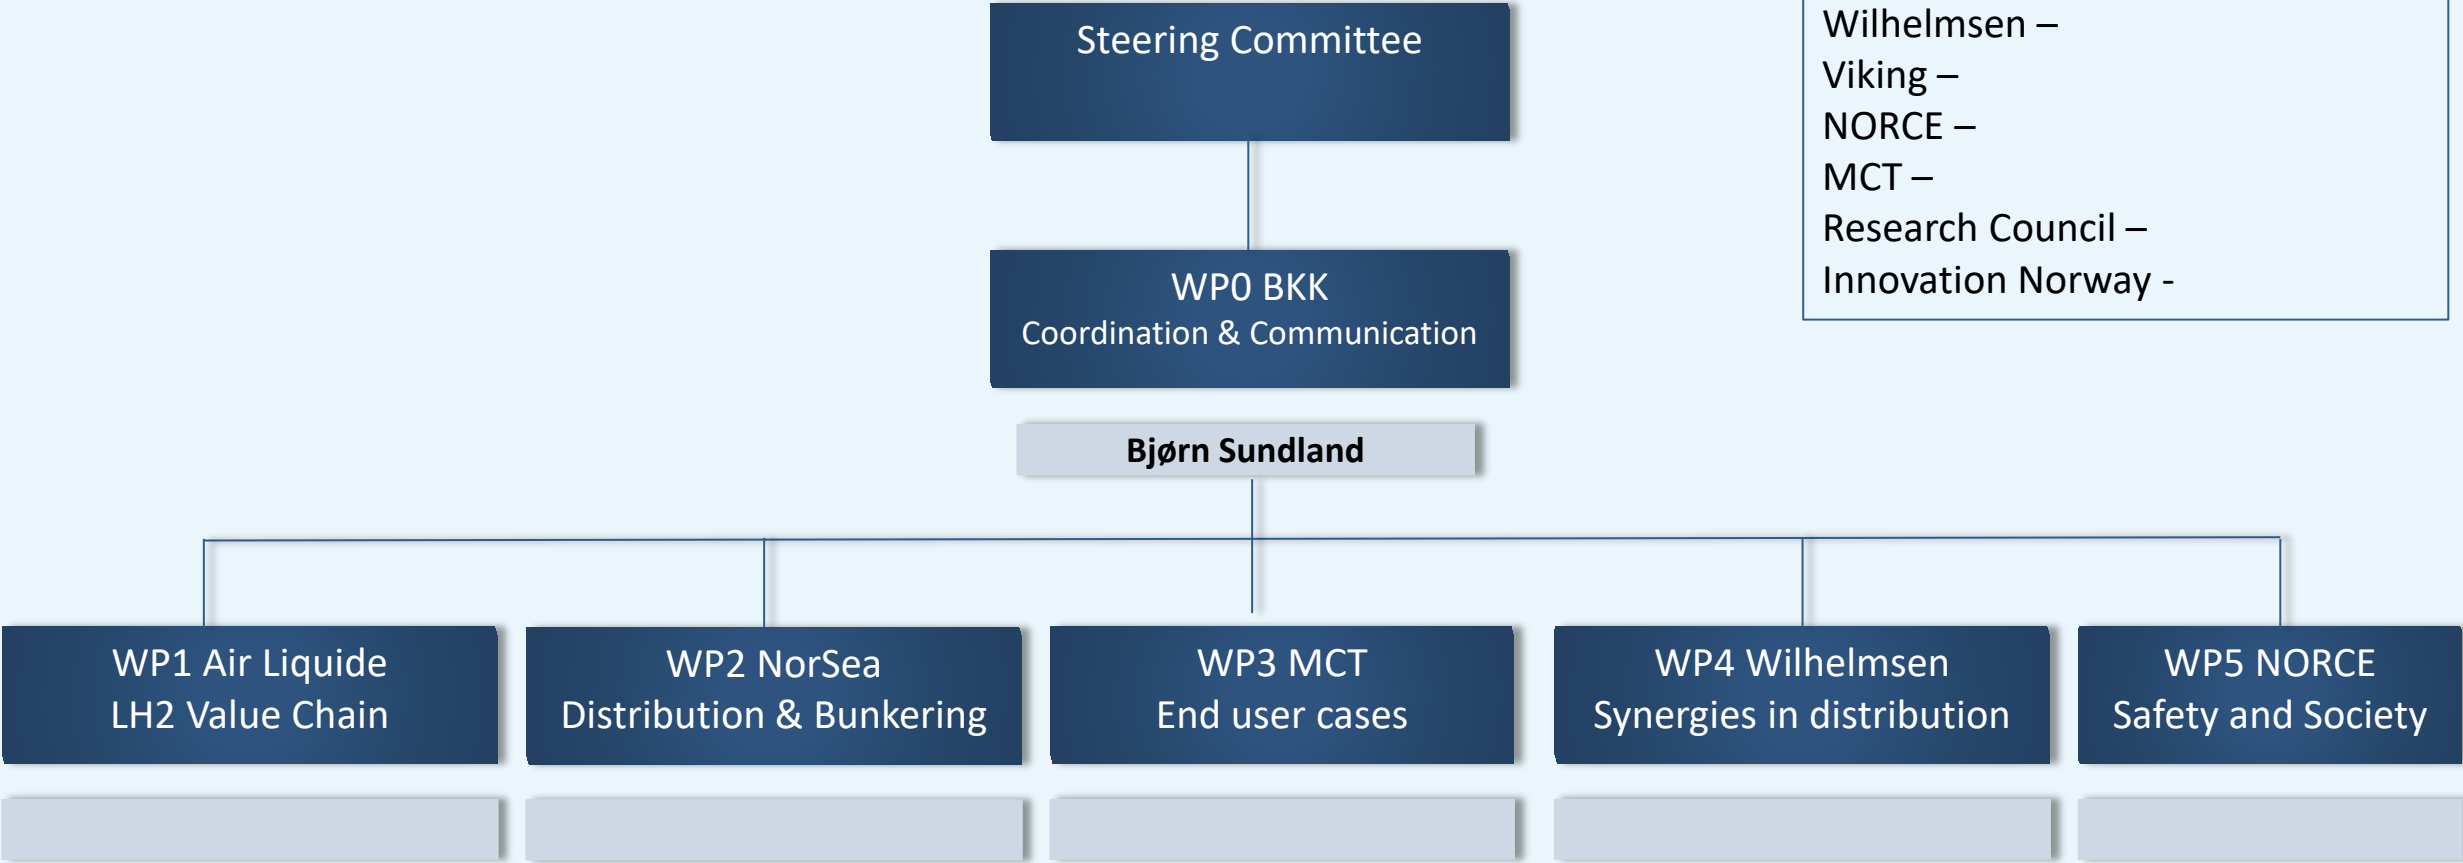 Steering Committee
Wilhelmsen –
Viking –
NORCE –
MCT –
Research Council –
Innovation Norway -
WP0 BKK
Coordination & Communication
Bjørn Sundland
WP1 Air Liquide
LH2 Value Chain
WP2 NorSea
Distribution & Bunkering
WP3 MCT
End user cases
WP4 Wilhelmsen
Synergies in distribution
WP5 NORCE
Safety and Society